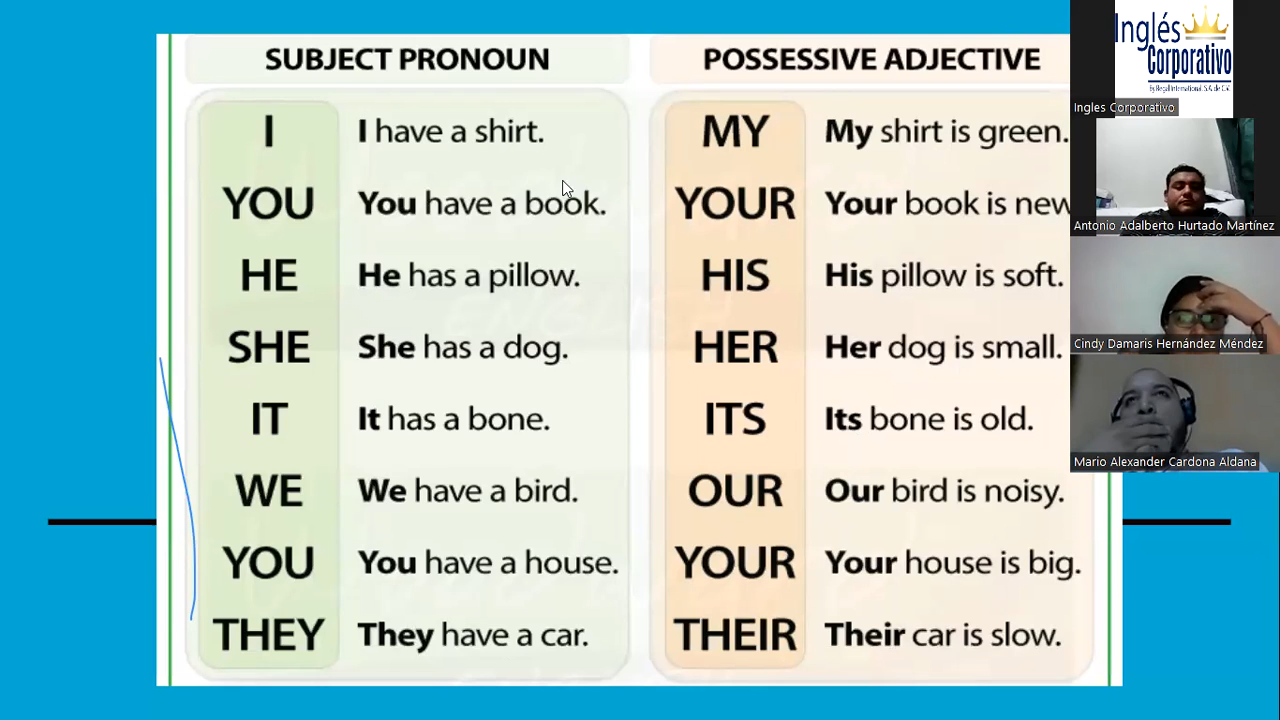 SUBJECT PRONOUN
POSSESSIVE ADJECTIVE
I
I have a shirt.
MY
My shirt is green.
YOU
You have a book.
YOUR
Your book is new
HE
He has a pillow.
HIS
His pillow is soft.
SHE
She has a dog.
HER
Her dog is small.
IT
It has a bone.
ITS
Its bone is old.
WE
We have a bird.
OUR
Our bird is noisy.
YOU
You have a house.
YOUR
Your house is big.
THEY
They have a car.
THEIR
Their car is slow.
Inglés
Corporativo
By Regal International, S.A. de C.V.
Ingles Corporativo
Antonio Adalberto Hurtado Martínez
Cindy Damaris Hernández Méndez
Mario Alexander Cardona Aldana